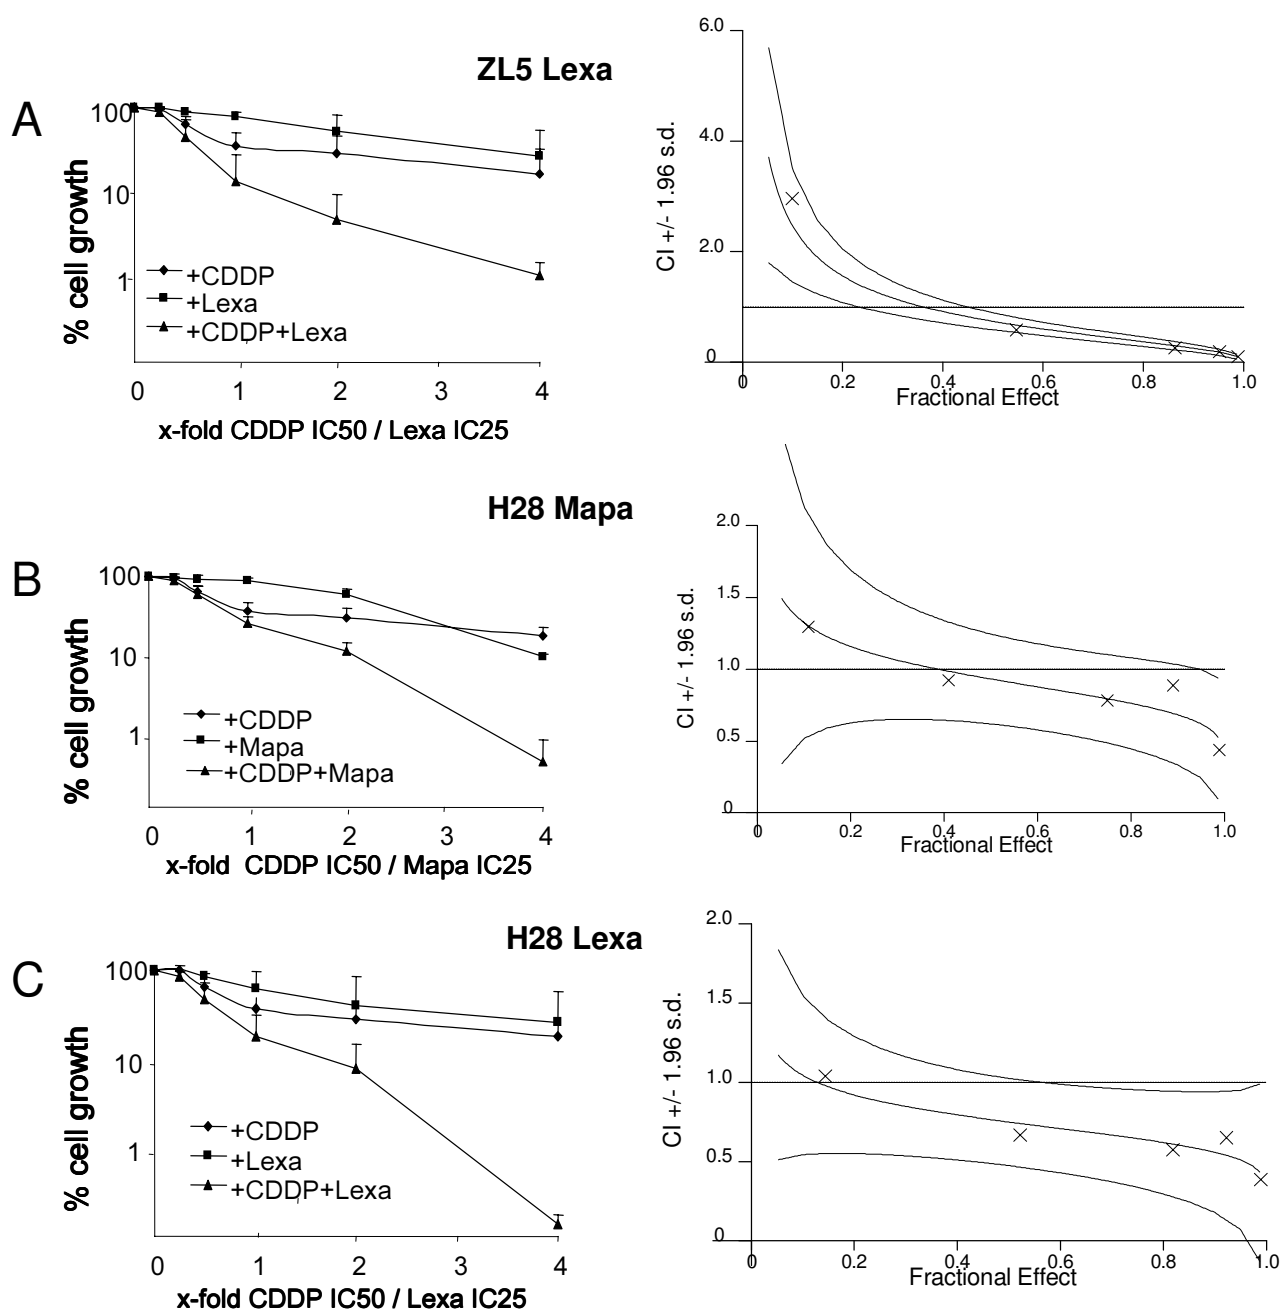 ZL5 Lexa
A
% cell growth
100
10
1
+CDDP
+Lexa
+CDDP+Lexa
0 1 2 3 4
x-fold CDDP IC50 / Lexa IC25
CI +/- 1.96 s.d.
6.0
4.0
2.0
0
0 0.2 0.4 0.6 0.8 1.0
Fractional Effect
H28 Mapa
B
% cell growth
100
10
1
+CDDP
+Mapa
+CDDP+Mapa
0 1 2 3 4
x-fold CDDP IC50 / Mapa IC25
CI +/- 1.96 s.d.
2.0
1.5
1.0
0.5
0
0 0.2 0.4 0.6 0.8 1.0
Fractional Effect
H28 Lexa
C
% cell growth
100
10
1
+CDDP
+Lexa
+CDDP+Lexa
0 1 2 3 4
x-fold CDDP IC50 / Lexa IC25
CI +/- 1.96 s.d.
2.0
1.5
1.0
0.5
0
0 0.2 0.4 0.6 0.8 1.0
Fractional Effect